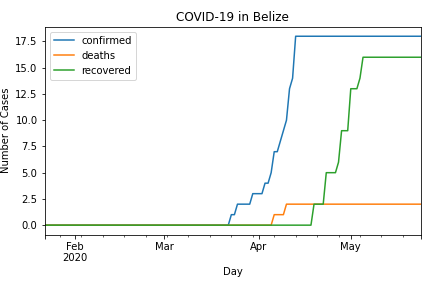 COVID-19 in Belize
confirmed
deaths
recovered
Number of Cases
17.5
15.0
12.5
10.0
7.5
5.0
2.5
0.0
Feb
2020
Mar
Apr
May
Day